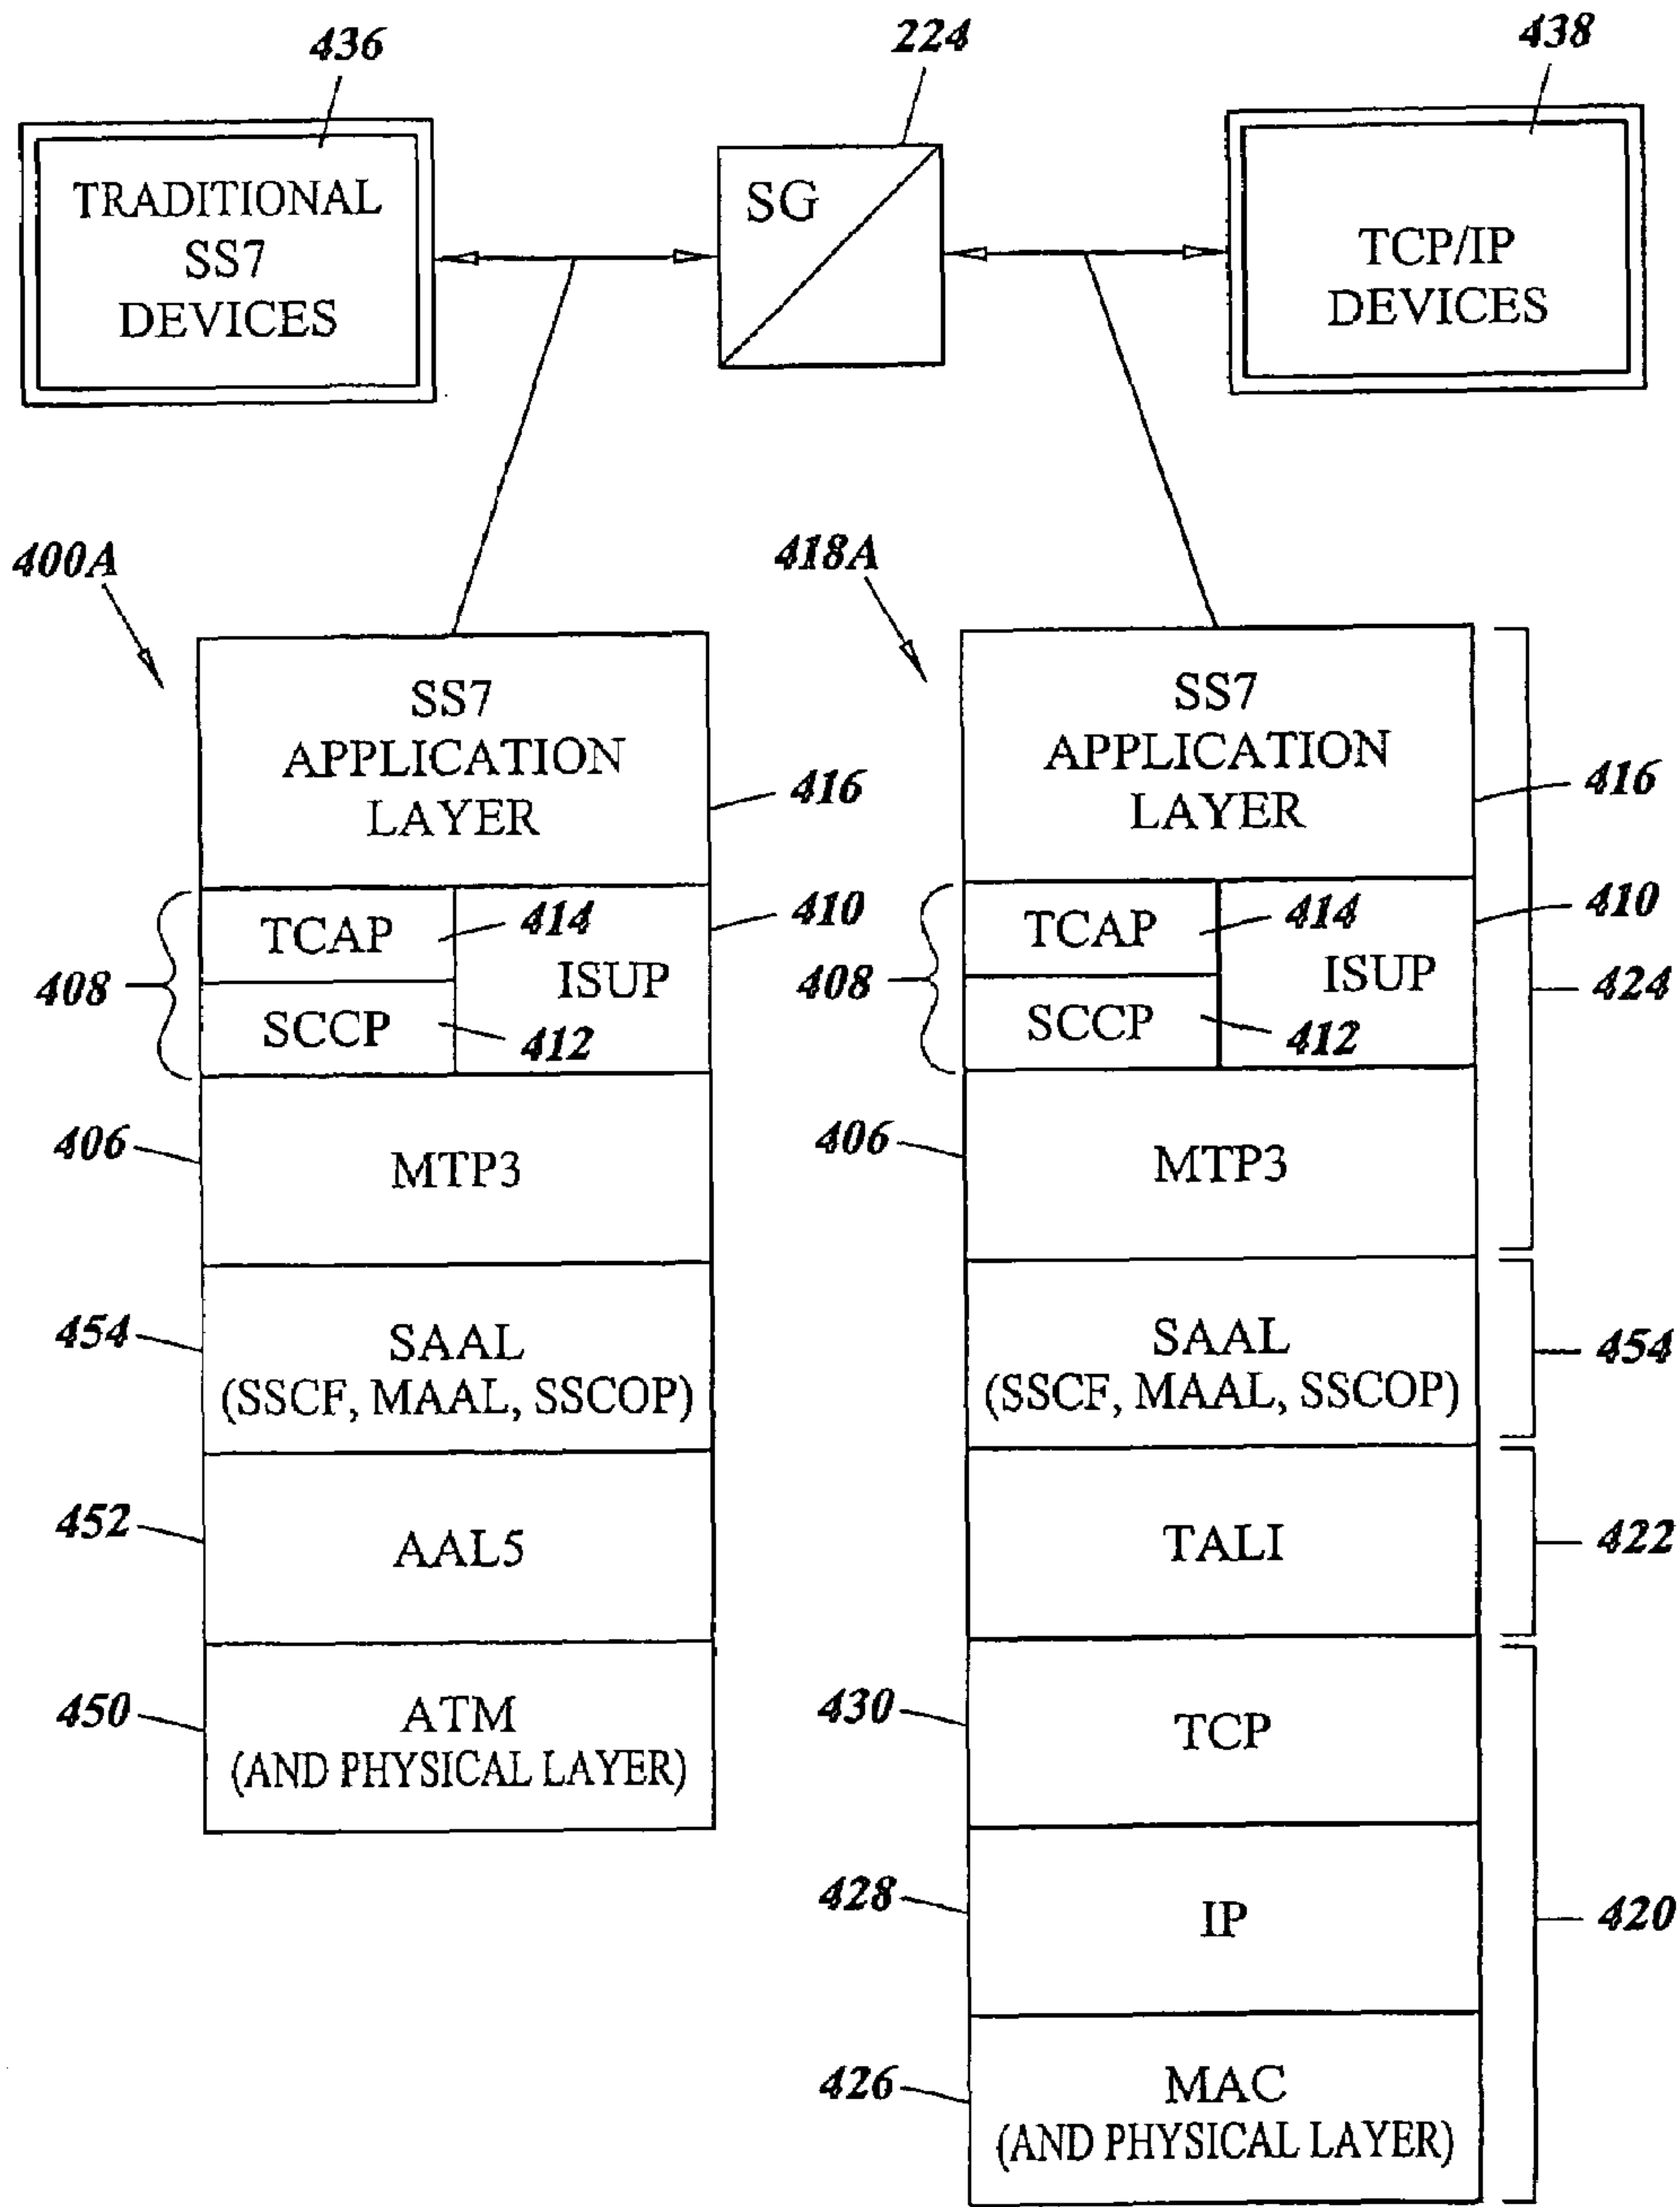 436
224
438
TRADITIONAL
SS7
DEVICES
SG
TCP/IP
DEVICES
400A
418A
SS7
APPLICATION
LAYER
416
SS7
APPLICATION
LAYER
416
408
TCAP
414
SCCP
412
ISUP
410
408
TCAP
414
SCCP
412
ISUP
410
424
406
MTP3
406
MTP3
454
SAAL
(SSCF, MAAL, SSCOP)
SAAL
(SSCF, MAAL, SSCOP)
454
452
AAL5
TALI
422
450
ATM
(AND PHYSICAL LAYER)
430
TCP
428
IP
420
426
MAC
(AND PHYSICAL LAYER)